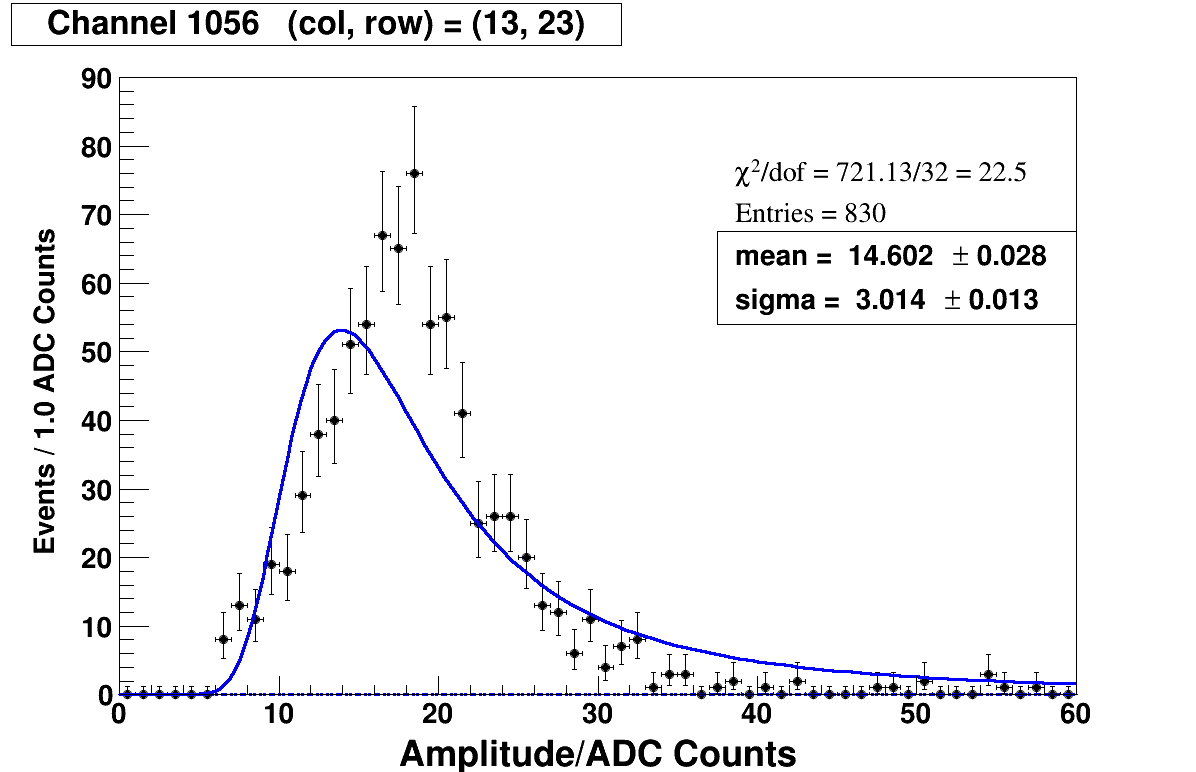 Channel 1056 (col, row) = (13, 23)
90
80
70
60
50
40
30
20
10
0
Events / 1.0 ADC Counts
χ²/dof = 721.13/32 = 22.5
Entries = 830
mean = 14.602 ± 0.028
sigma = 3.014 ± 0.013
0 10 20 30 40 50 60
Amplitude/ADC Counts